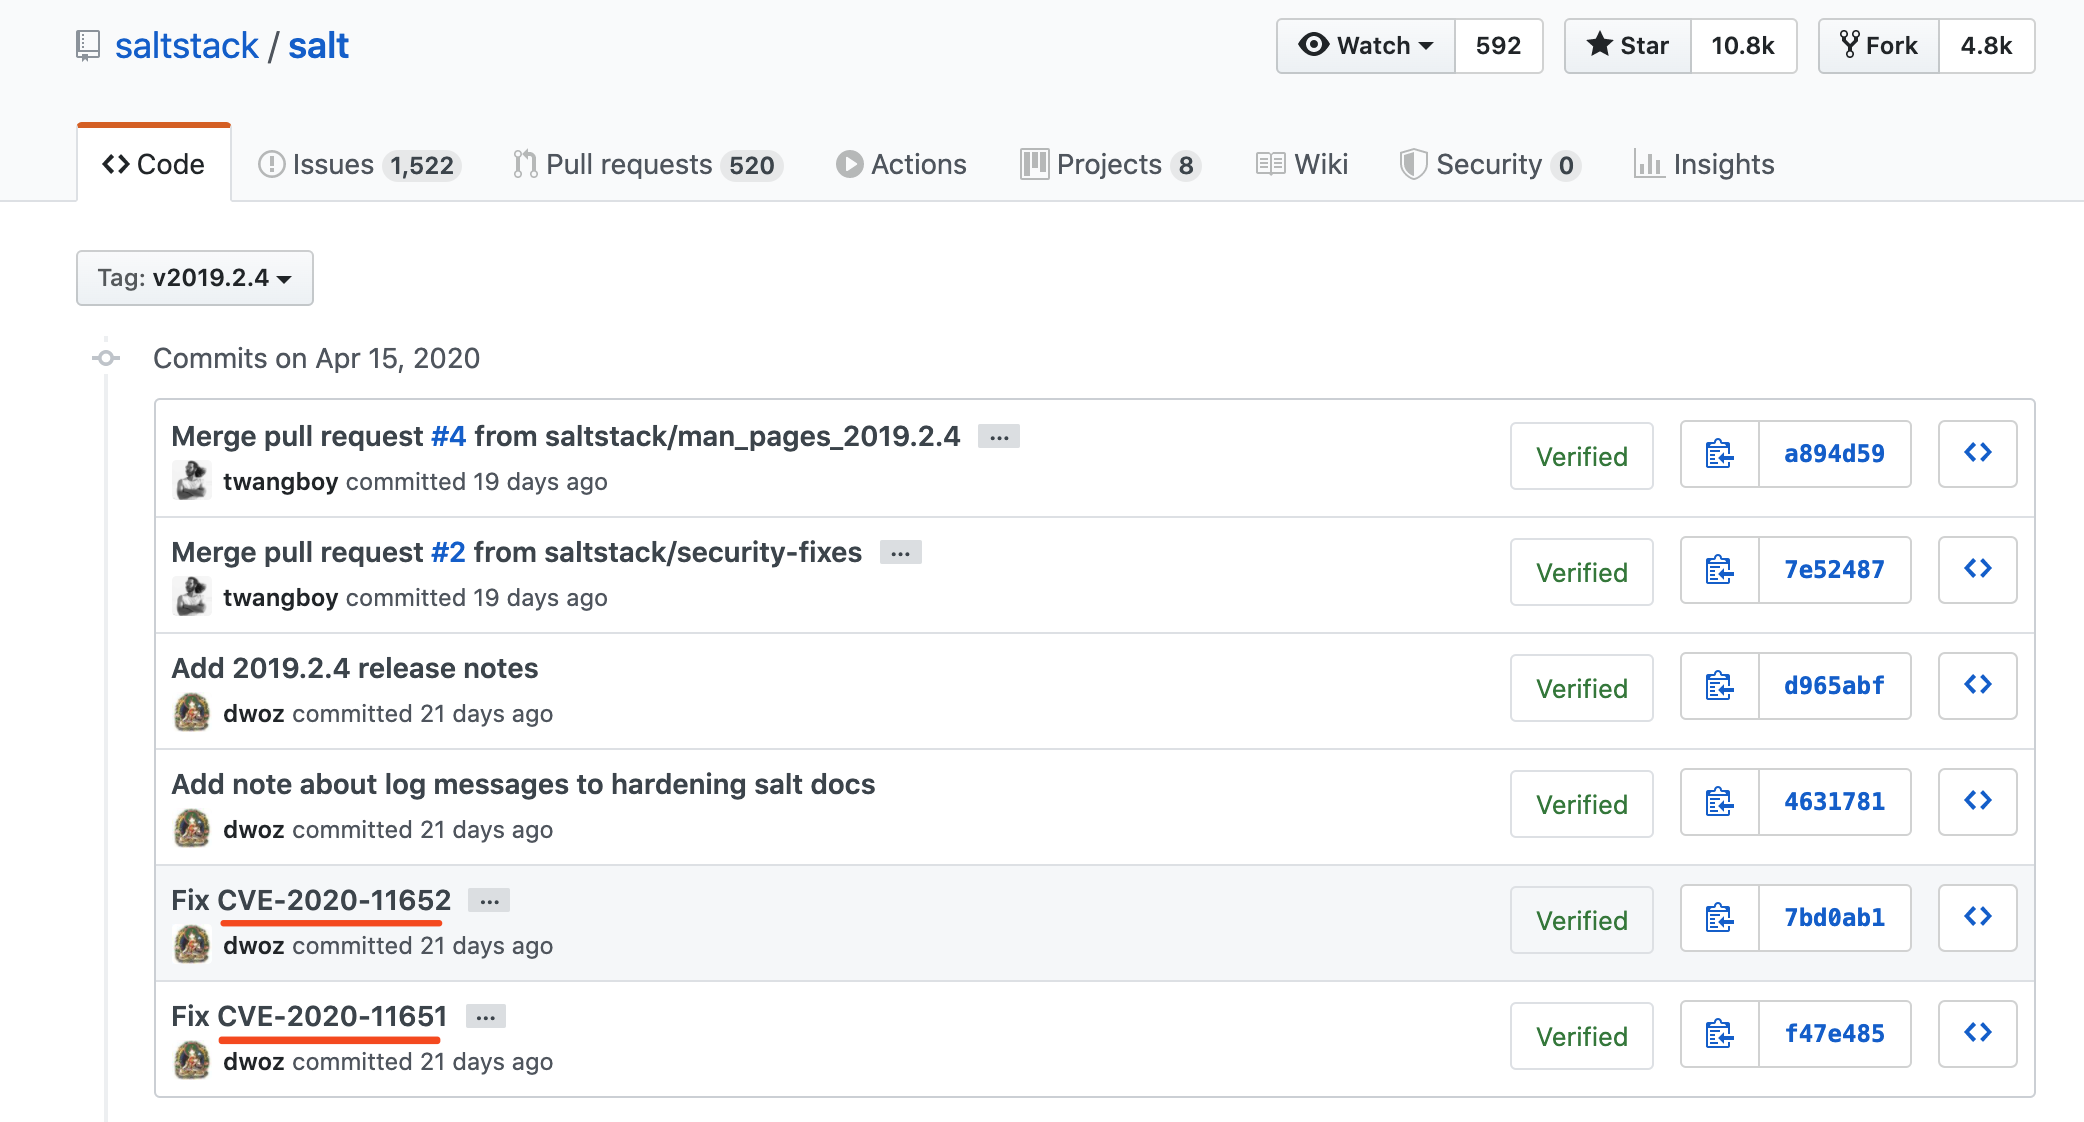 saltstack / salt
Watch 592 Star 10.8k Fork 4.8k
Code Issues 1,522 Pull requests 520 Actions Projects 8 Wiki Security 0 Insights
Tag: v2019.2.4
Commits on Apr 15, 2020
Merge pull request #4 from saltstack/man_pages_2019.2.4 ...
twangboy committed 19 days ago
Verified a894d59
Merge pull request #2 from saltstack/security-fixes ...
twangboy committed 19 days ago
Verified 7e52487
Add 2019.2.4 release notes
dwoz committed 21 days ago
Verified d965abf
Add note about log messages to hardening salt docs
dwoz committed 21 days ago
Verified 4631781
Fix CVE-2020-11652 ...
dwoz committed 21 days ago
Verified 7bd0ab1
Fix CVE-2020-11651 ...
dwoz committed 21 days ago
Verified f47e485